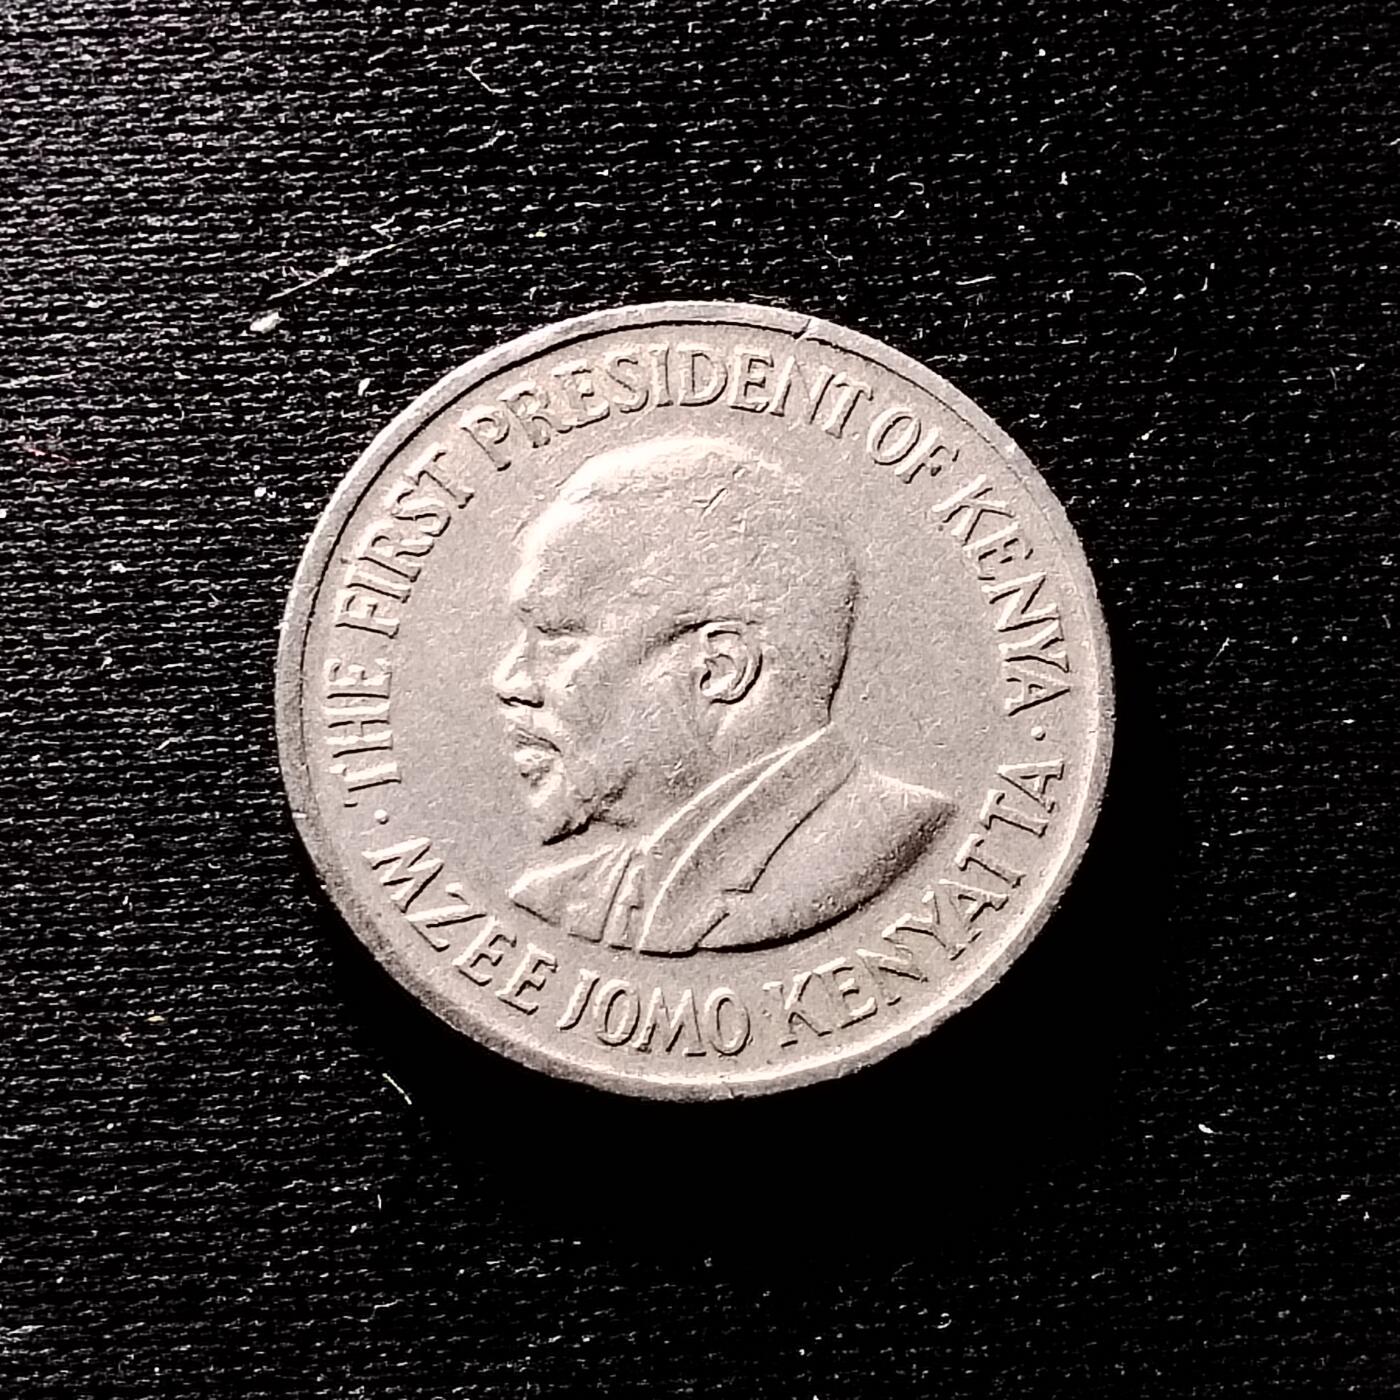 · THE FIRST PRESIDENT OF KENYA ·
MZEE JOMO KENYATTA